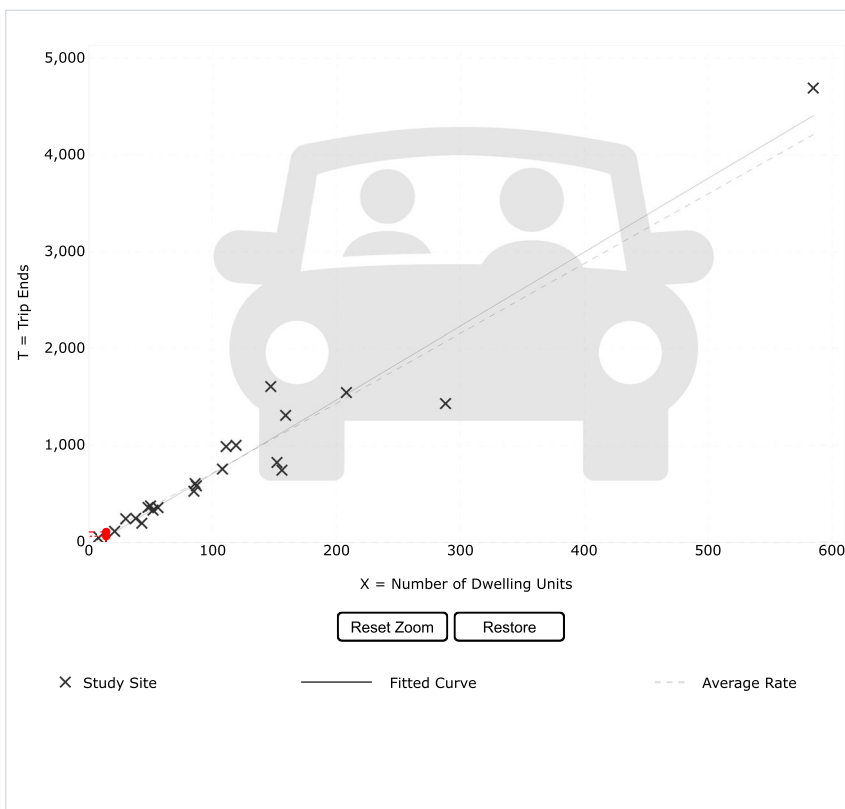 5,000
4,000
3,000
T = Trip Ends
2,000
1,000
0
0 100 200 300 400 500 600
X = Number of Dwelling Units
Reset Zoom Restore
Study Site Fitted Curve Average Rate